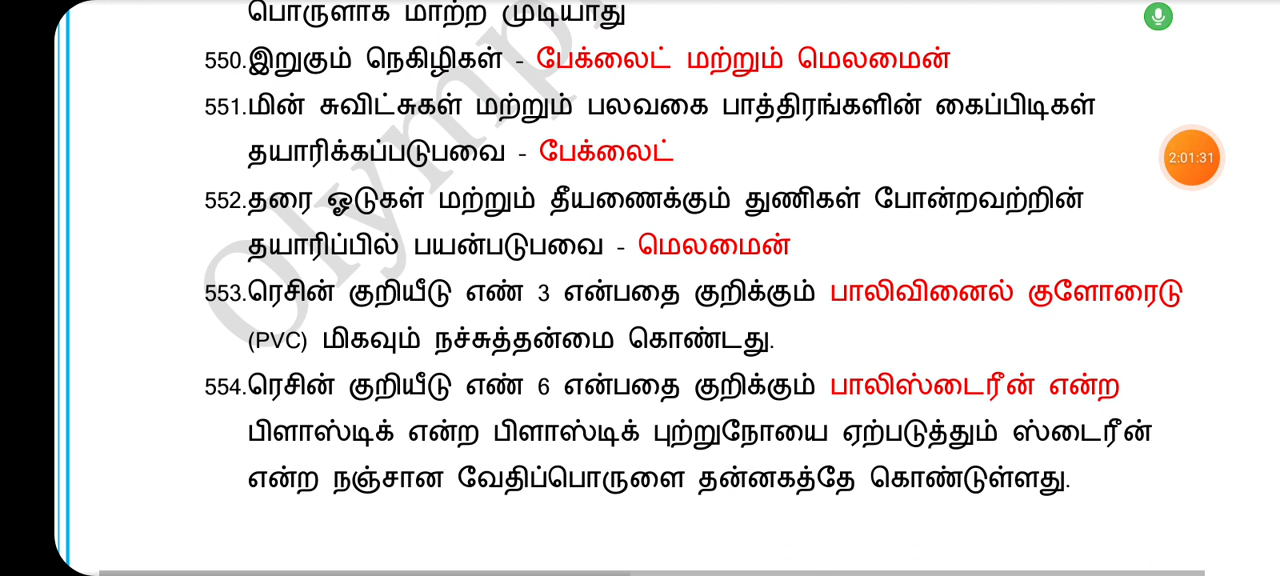 பொருளாக மாற்ற முடியாது
550.இறுகும் நெகிழிகள் - பேக்லைட் மற்றும் மெலமைன்
551.மின் சுவிட்சுகள் மற்றும் பலவகை பாத்திரங்களின் கைப்பிடிகள்
தயாரிக்கப்படுபவை - பேக்லைட்
2:01:31
552.தரை ஓடுகள் மற்றும் தீயணைக்கும் துணிகள் போன்றவற்றின்
தயாரிப்பில் பயன்படுபவை - மெலமைன்
553.ரெசின் குறியீடு எண் 3 என்பதை குறிக்கும் பாலிவினைல் குளோரைடு
(PVC) மிகவும் நச்சுத்தன்மை கொண்டது.
554.ரெசின் குறியீடு எண் 6 என்பதை குறிக்கும் பாலிஸ்டைரீன் என்ற
பிளாஸ்டிக் என்ற பிளாஸ்டிக் புற்றுநோயை ஏற்படுத்தும் ஸ்டைரீன்
என்ற நஞ்சான வேதிப்பொருளை தன்னகத்தே கொண்டுள்ளது.